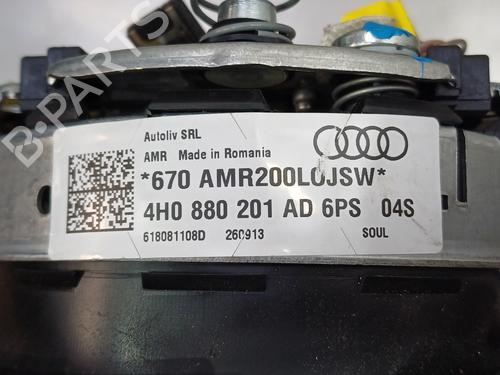 B-Parts
Autoliv SRL
AMR Made in Romania
*670 AMR200L0JSW*
4H0 880 201 AD 6PS 04S
618081108D 260913 SOUL